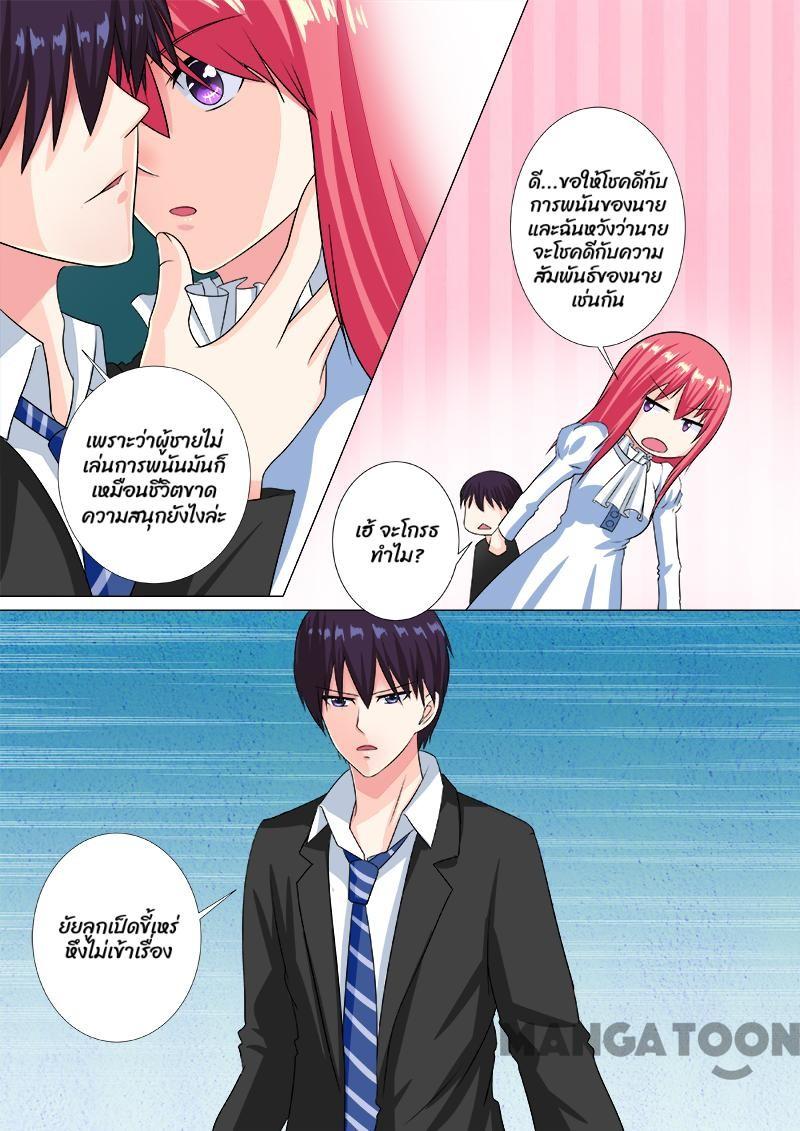 เพราะว่าผู้ชายไม่
เล่นการพนันมันก็
เหมือนชีวิตขาด
ความสนุกยังไงล่ะ
ดี...ขอให้โชคดีกับ
การพนันของนาย
และฉันหวังว่านาย
จะโชคดีกับความ
สัมพันธ์ของนาย
เช่นกัน
เฮ้ จะโกรธ
ทำไม?
ยัยลูกเป็ดขี้เหร่
หึงไม่เข้าเรื่อง
MANGA TOON